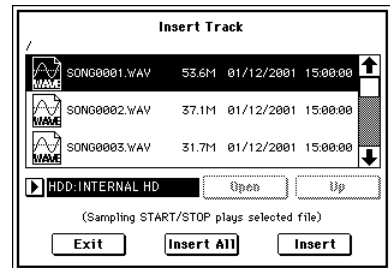 Insert Track
/
WAVE SONG0001.WAV 53.6M 01/12/2001 15:00:00
WAVE SONG0002.WAV 37.1M 01/12/2001 15:00:00
WAVE SONG0003.WAV 31.7M 01/12/2001 15:00:00
HDD:INTERNAL HD Open Up
(Sampling START/STOP plays selected file)
Exit Insert All Insert